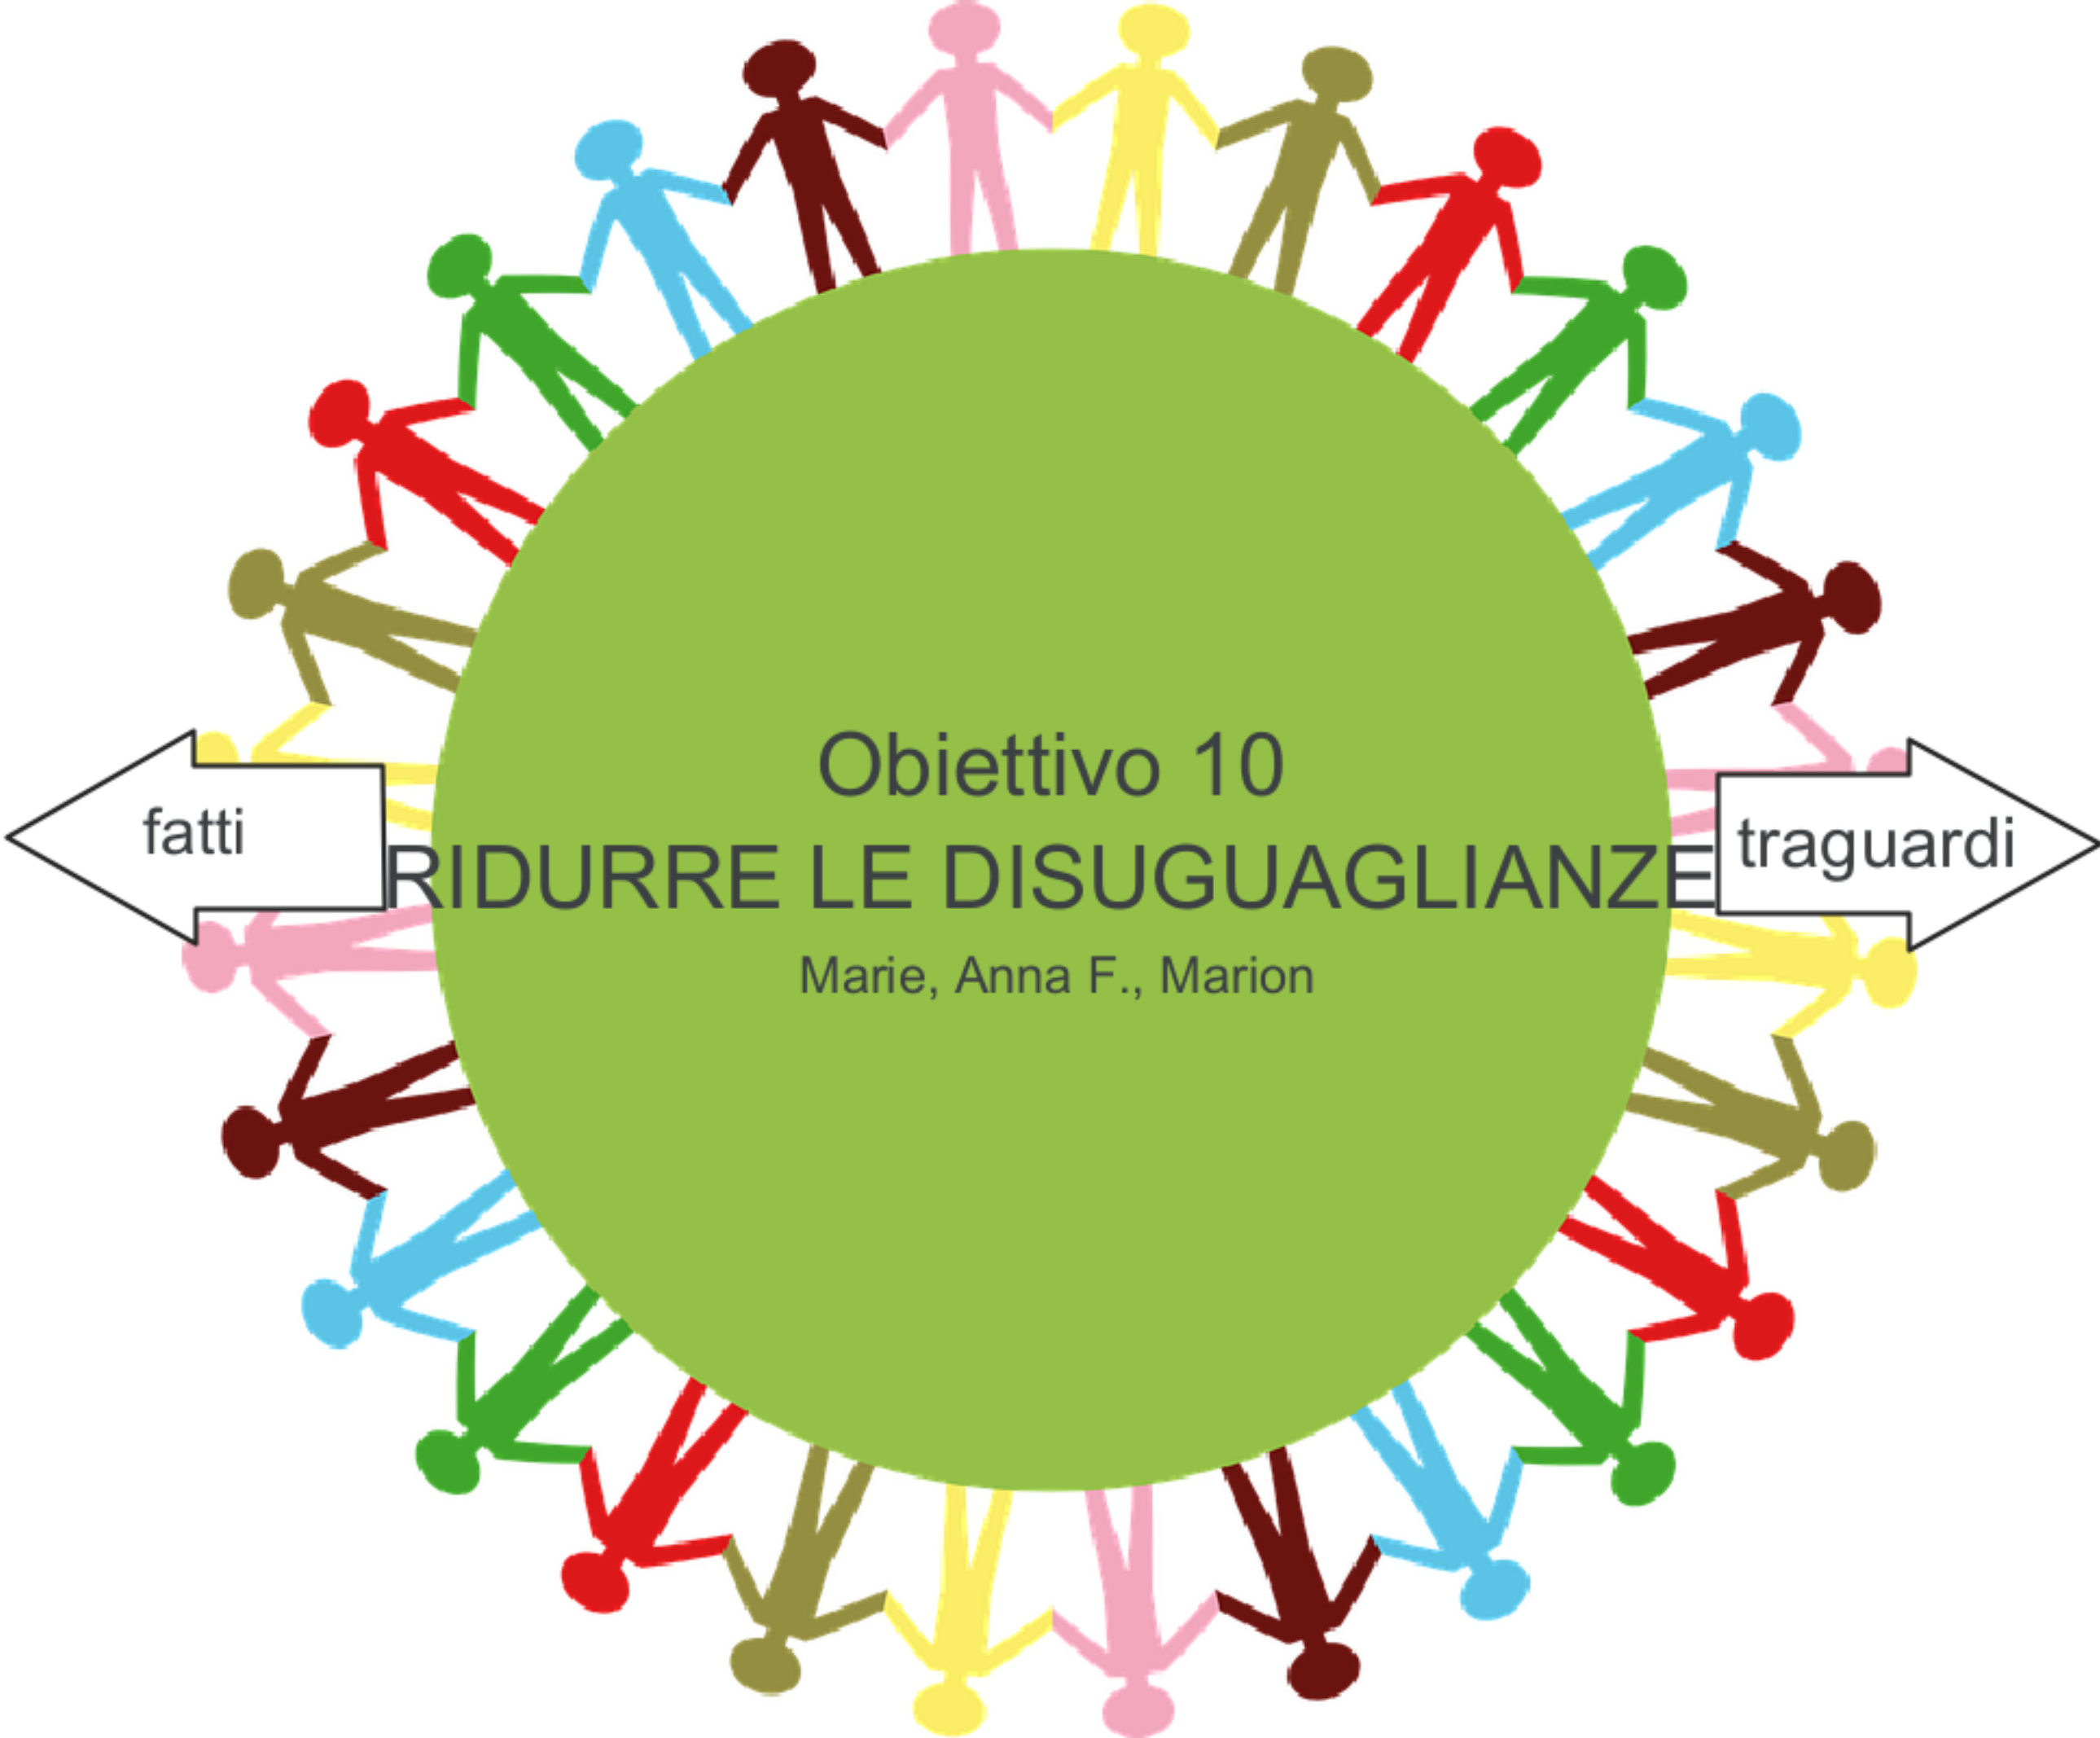 Obiettivo 10
fatti
RIDURRE LE DISUGUAGLIANZE
traguardi
Marie, Anna F., Marion